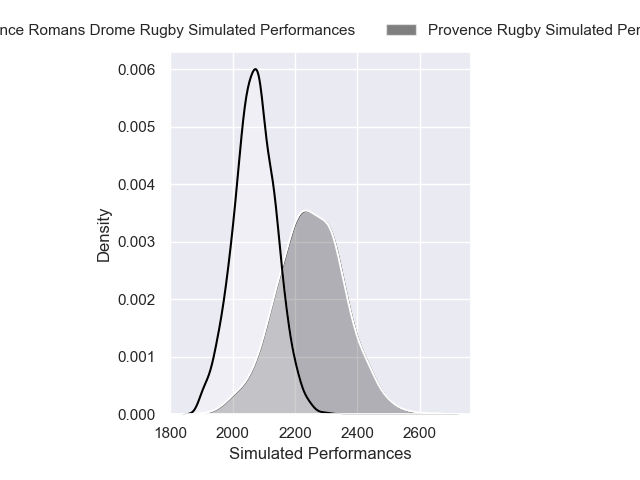 nce Romans Drome Rugby Simulated Performances
Provence Rugby Simulated Per
0.006
0.005
0.004
0.003
0.002
0.001
0.000
Density
1800 2000 2200 2400 2600
Simulated Performances